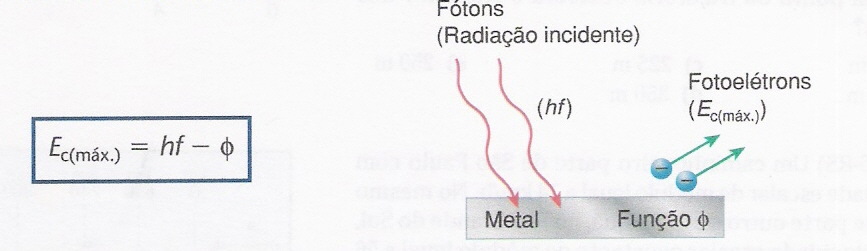 Fótons
(Radiação incidente)
Fotoelétrons
(hf)
(Ec(máx.))
Ec(máx.) = hf − ϕ
Metal
Função ϕ